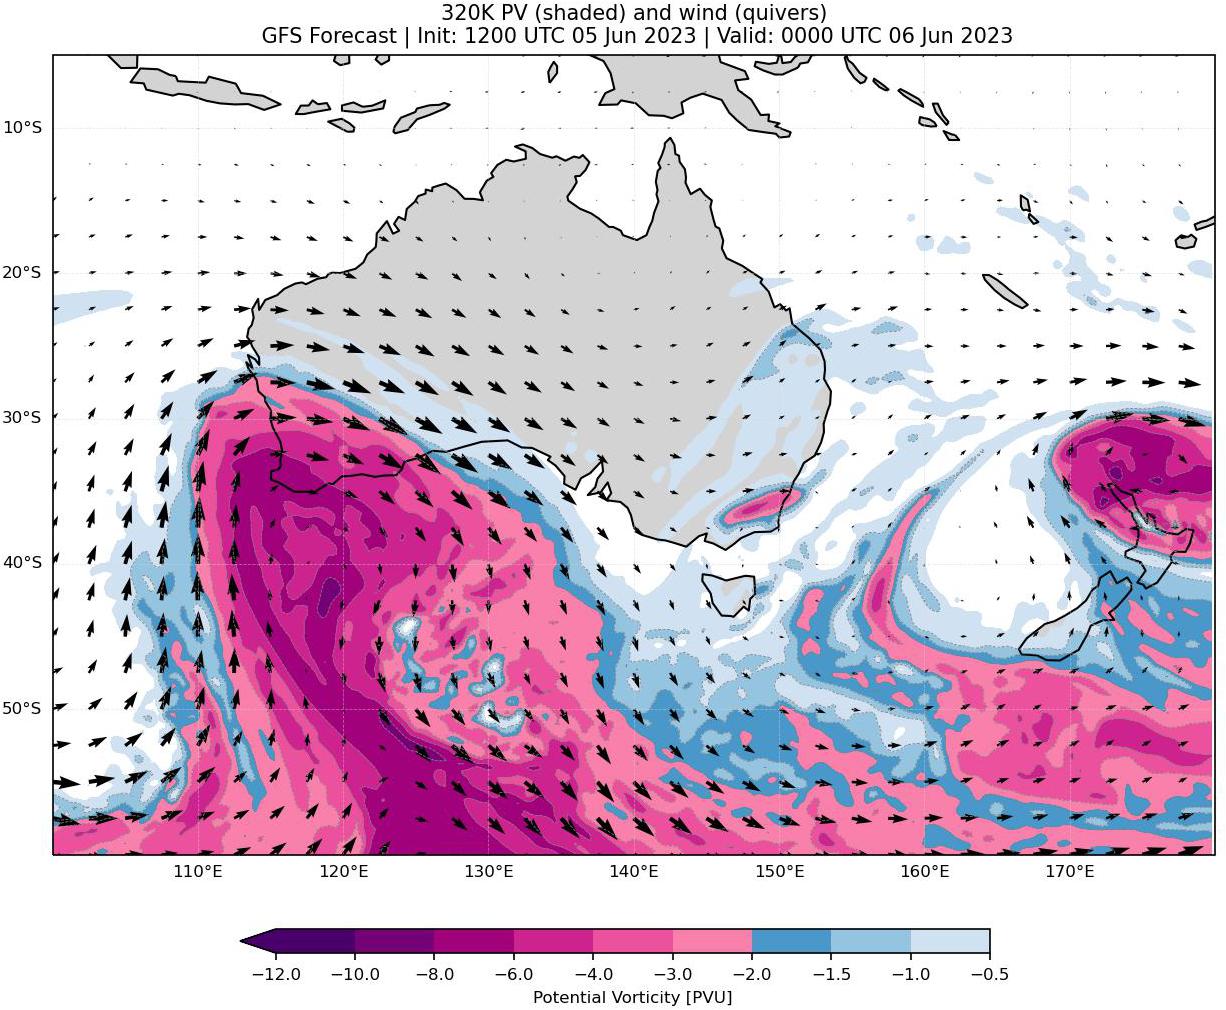 320K PV (shaded) and wind (quivers)
GFS Forecast | Init: 1200 UTC 05 Jun 2023 | Valid: 0000 UTC 06 Jun 2023
10°S
20°S
30°S
40°S
50°S
110°E 120°E 130°E 140°E 150°E 160°E 170°E
−12.0 −10.0 −8.0 −6.0 −4.0 −3.0 −2.0 −1.5 −1.0 −0.5
Potential Vorticity [PVU]